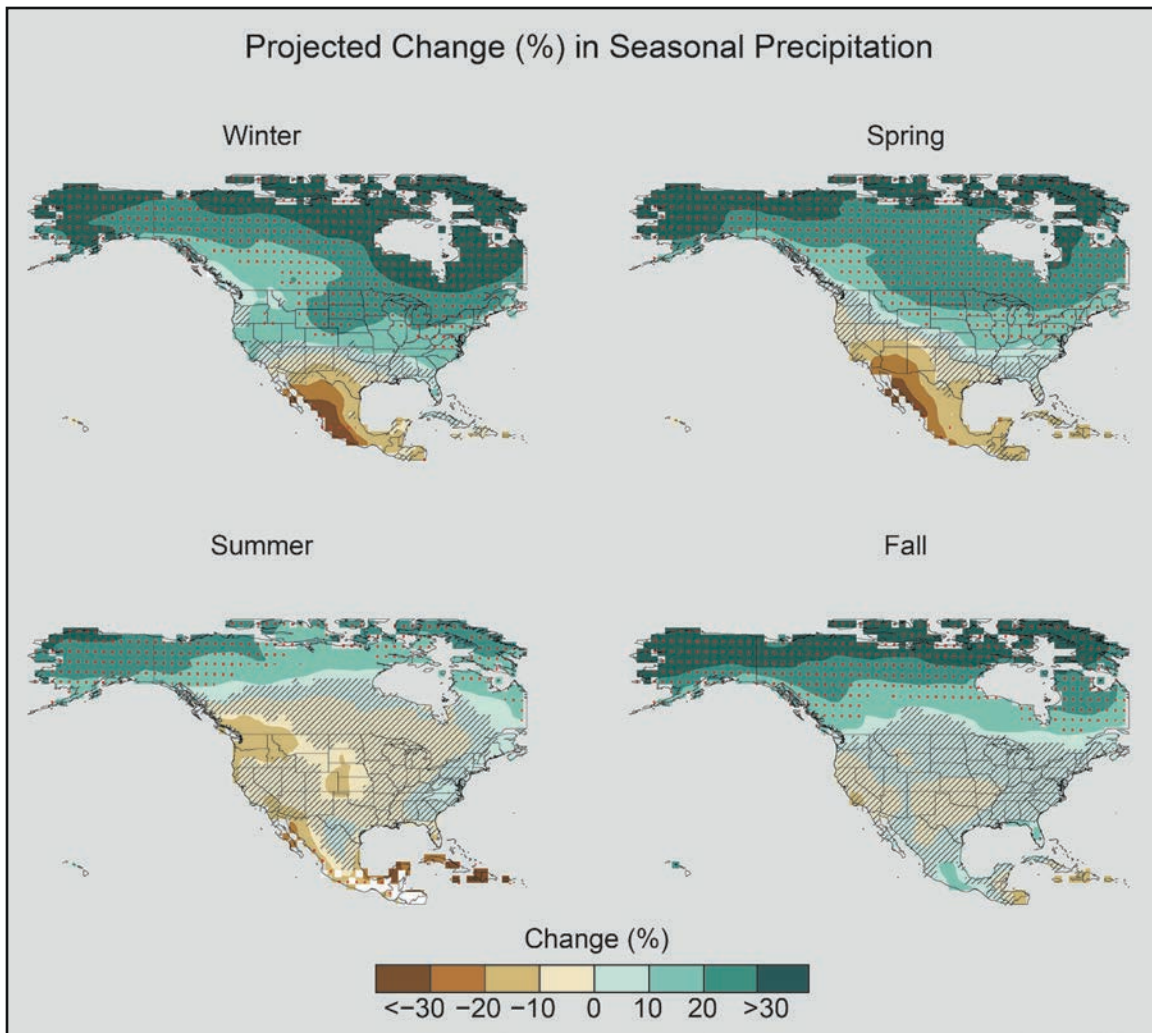 Projected Change (%) in Seasonal Precipitation
Winter
Spring
Summer
Fall
Change (%)
<−30 −20 −10 0 10 20 >30